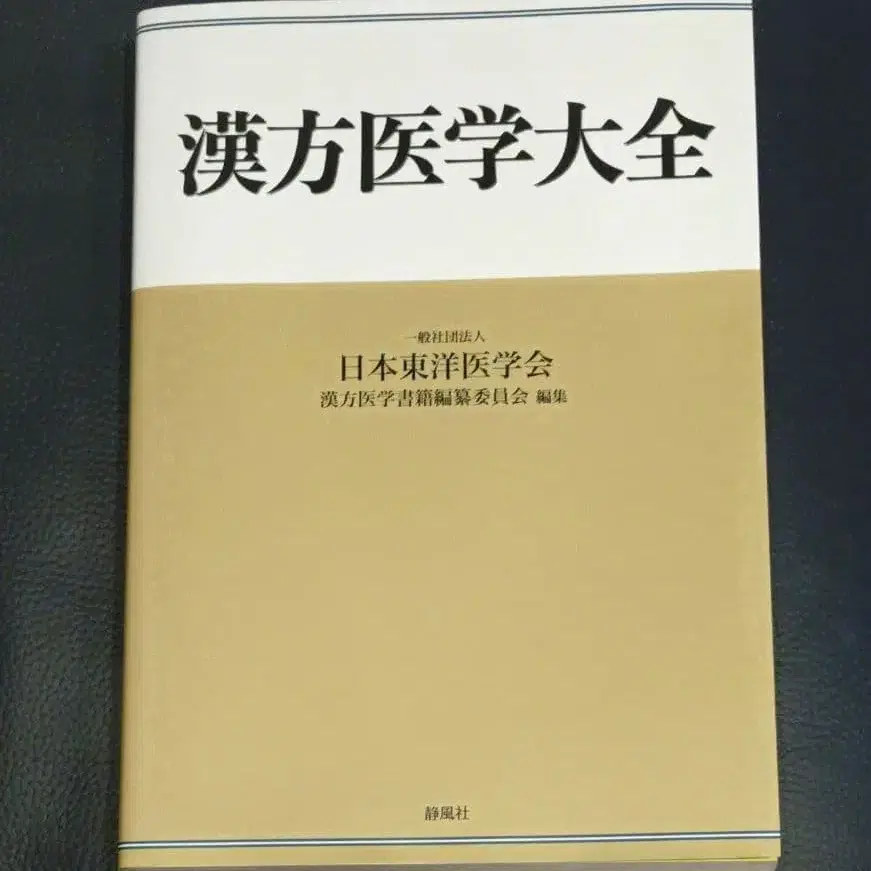 漢方医学大全
一般社団法人
日本東洋医学会
漢方医学書籍編纂委員会 編集
静風社